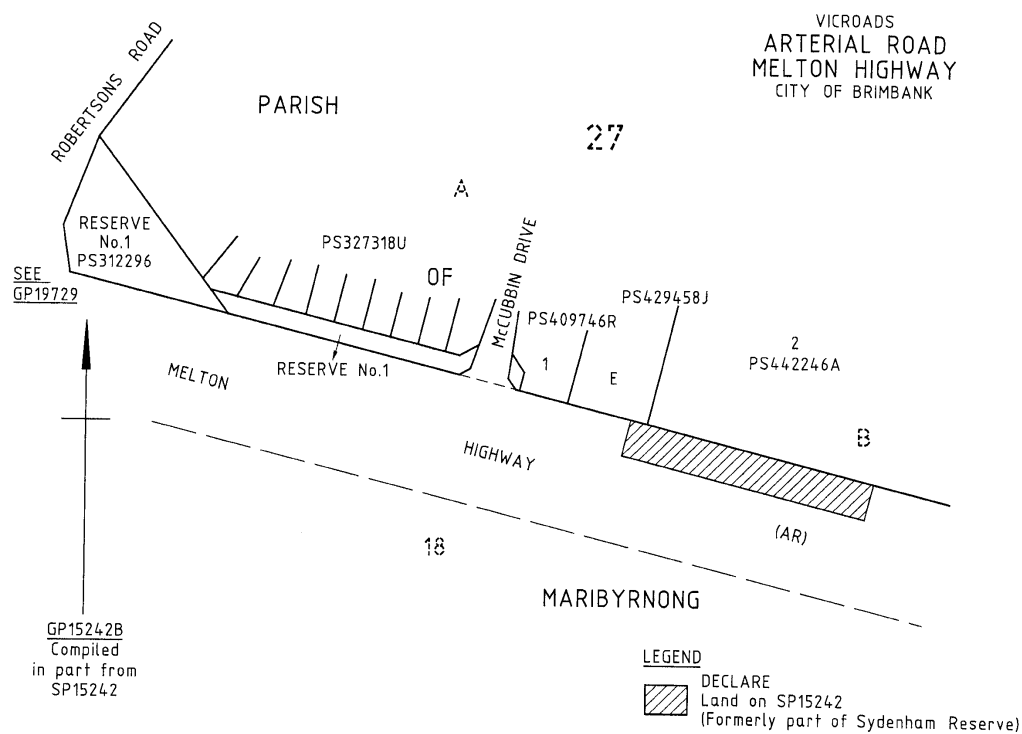 VICROADS
ARTERIAL ROAD
MELTON HIGHWAY
CITY OF BRIMBANK
ROBERTSONS ROAD
PARISH
27
A
RESERVE
No.1
PS312296
PS327318U
OF
McCUBBIN DRIVE
SEE
GP19729
PS429458J
PS409746R
1
E
2
PS442246A
RESERVE No.1
MELTON
HIGHWAY
B
(AR)
18
MARIBYRNONG
GP15242B
Compiled
in part from
SP15242
LEGEND
DECLARE
Land on SP15242
(Formerly part of Sydenham Reserve)